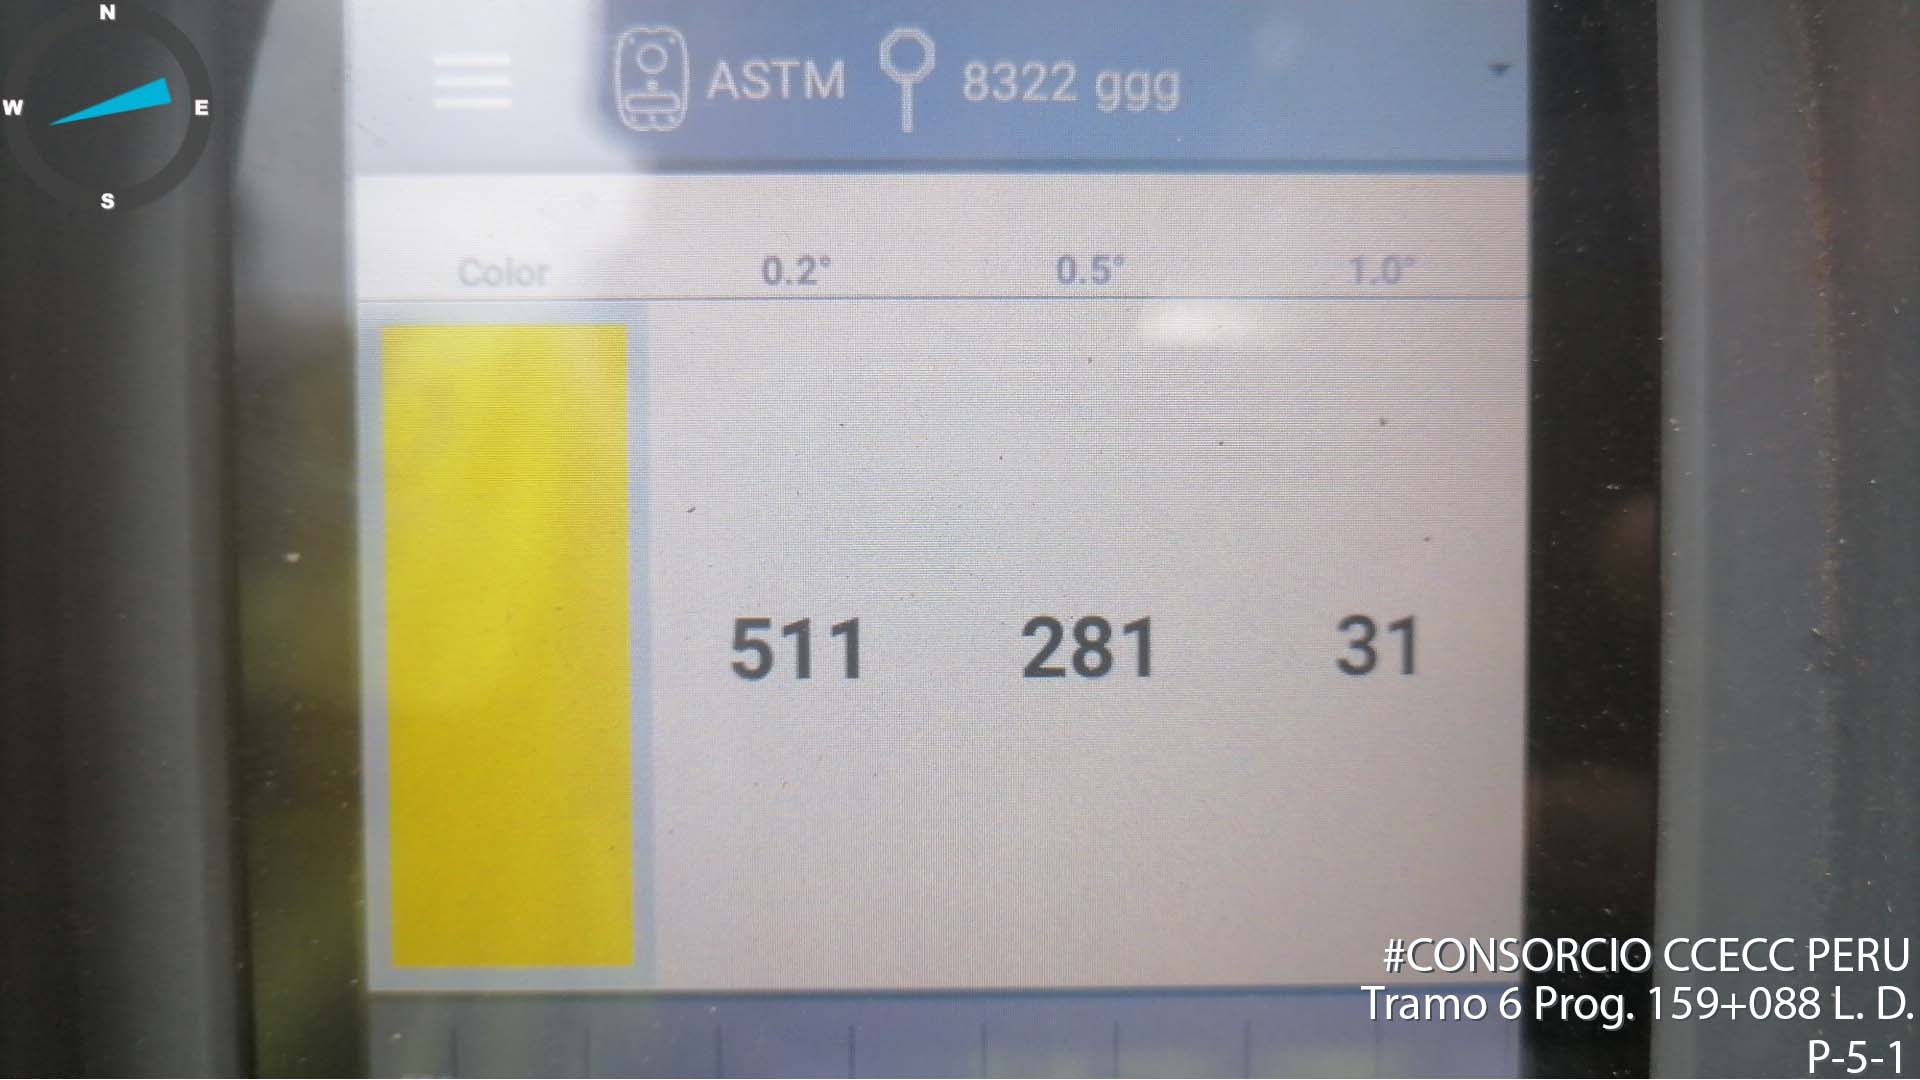 N
W E
S
ASTM 8322 ggg
Color 0.2° 0.5° 1.0°
511 281 31
#CONSORCIO CCECC PERU
Tramo 6 Prog. 159+088 L. D.
P-5-1